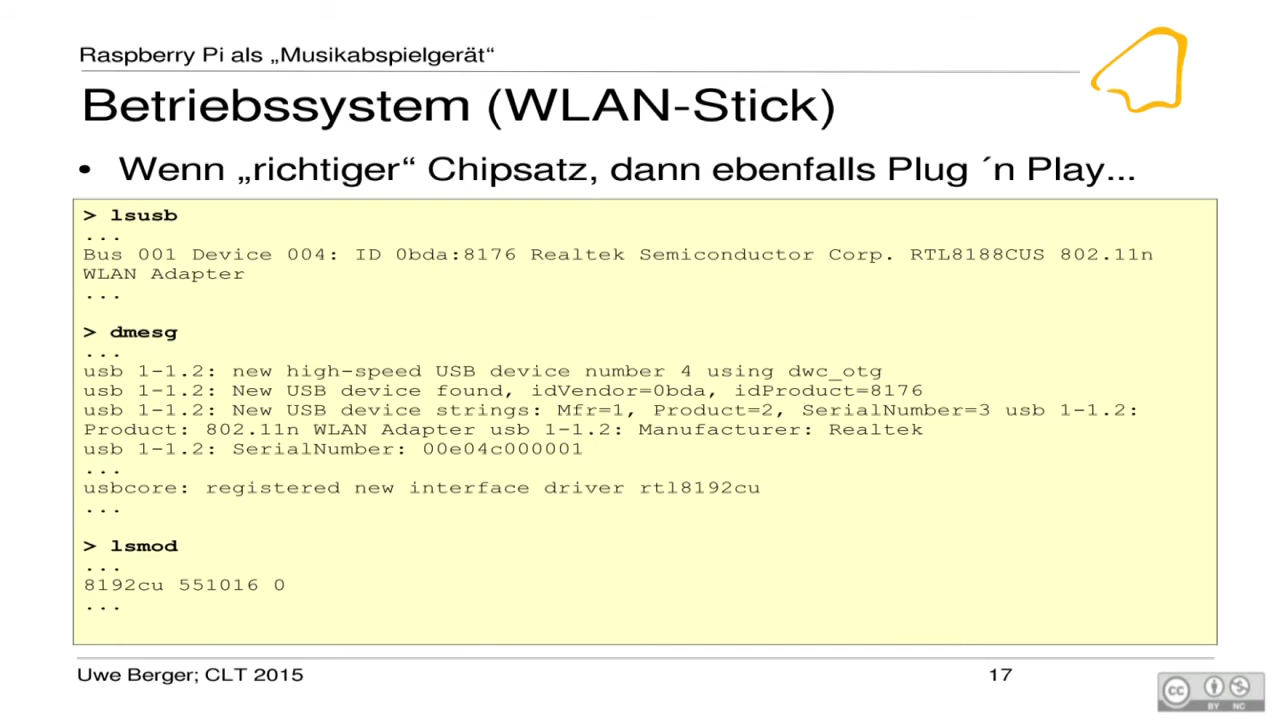 Raspberry Pi als „Musikabspielgerät“
Betriebssystem (WLAN-Stick)
• Wenn „richtiger“ Chipsatz, dann ebenfalls Plug ´n Play...
> lsusb
...
Bus 001 Device 004: ID 0bda:8176 Realtek Semiconductor Corp. RTL8188CUS 802.11n
WLAN Adapter
...
> dmesg
...
usb 1-1.2: new high-speed USB device number 4 using dwc_otg
usb 1-1.2: New USB device found, idVendor=0bda, idProduct=8176
usb 1-1.2: New USB device strings: Mfr=1, Product=2, SerialNumber=3 usb 1-1.2:
Product: 802.11n WLAN Adapter usb 1-1.2: Manufacturer: Realtek
usb 1-1.2: SerialNumber: 00e04c000001
...
usbcore: registered new interface driver rtl8192cu
...
> lsmod
...
8192cu 551016 0
...
Uwe Berger; CLT 2015
17
cc
BY NC